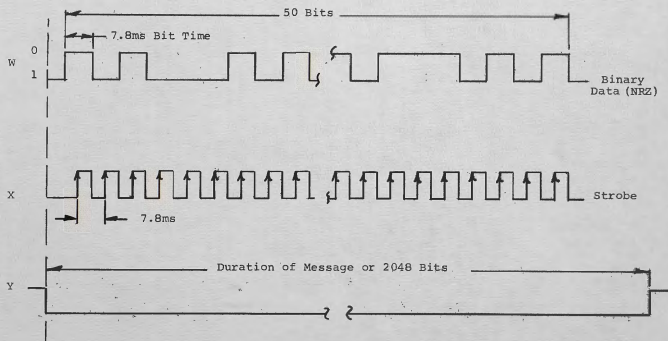 50 Bits
7.8ms Bit Time
0
W
1
Binary
Data (NRZ)
X
Strobe
7.8ms
Duration of Message or 2048 Bits
Y